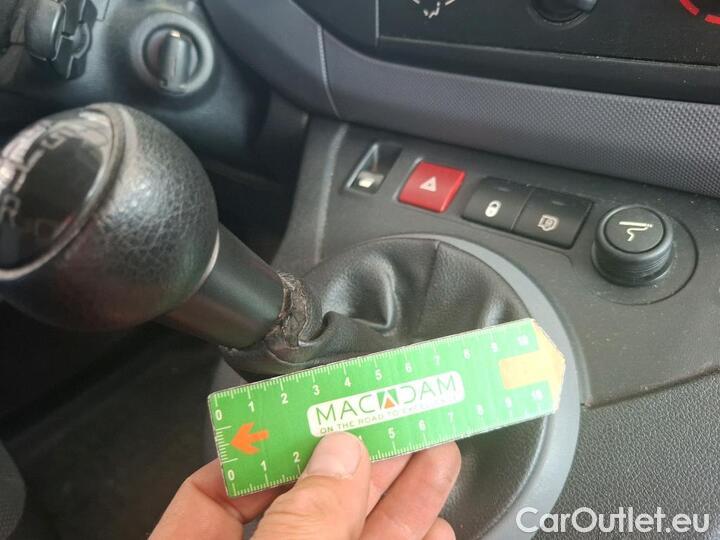 R
0 1 2 3 4 5 6 7 8 9 10
MACADAM
ON THE ROAD TO EXCELLENCE
0 1 2 3 4 5 6 7 8 9 10
CarOutlet.eu